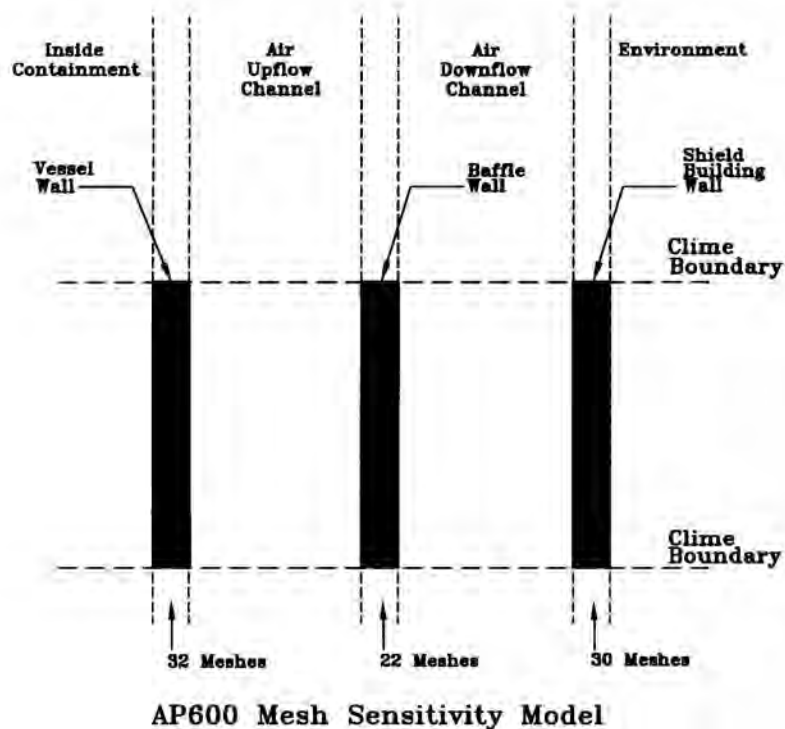 Inside
Containment
Air
Upflow
Channel
Air
Downflow
Channel
Environment
Vessel
Wall
Baffle
Wall
Shield
Building
Wall
Clime
Boundary
Clime
Boundary
32 Meshes
22 Meshes
30 Meshes
AP600 Mesh Sensitivity Model